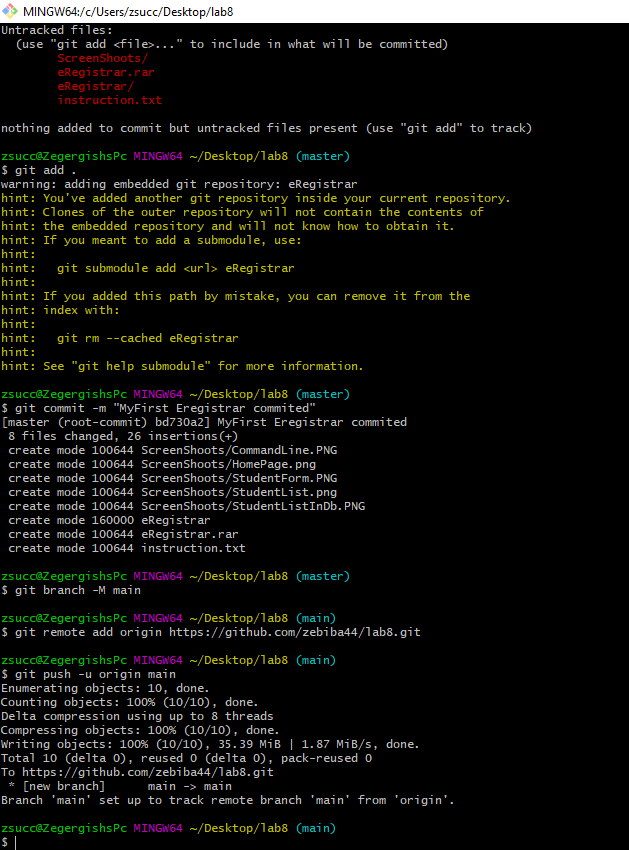 MINGW64:/c/Users/zsucc/Desktop/lab8
Untracked files:
  (use "git add <file>..." to include in what will be committed)
        ScreenShoots/
        eRegistrar.rar
        eRegistrar/
        instruction.txt

nothing added to commit but untracked files present (use "git add" to track)

zsucc@ZegergishsPc MINGW64 ~/Desktop/lab8 (master)
$ git add .
warning: adding embedded git repository: eRegistrar
hint: You've added another git repository inside your current repository.
hint: Clones of the outer repository will not contain the contents of
hint: the embedded repository and will not know how to obtain it.
hint: If you meant to add a submodule, use:
hint:
hint:   git submodule add <url> eRegistrar
hint:
hint: If you added this path by mistake, you can remove it from the
hint: index with:
hint:
hint:   git rm --cached eRegistrar
hint:
hint: See "git help submodule" for more information.

zsucc@ZegergishsPc MINGW64 ~/Desktop/lab8 (master)
$ git commit -m "MyFirst Eregistrar commited"
[master (root-commit) bd730a2] MyFirst Eregistrar commited
 8 files changed, 26 insertions(+)
 create mode 100644 ScreenShoots/CommandLine.PNG
 create mode 100644 ScreenShoots/HomePage.png
 create mode 100644 ScreenShoots/StudentForm.PNG
 create mode 100644 ScreenShoots/StudentList.png
 create mode 100644 ScreenShoots/StudentListInDb.PNG
 create mode 160000 eRegistrar
 create mode 100644 eRegistrar.rar
 create mode 100644 instruction.txt

zsucc@ZegergishsPc MINGW64 ~/Desktop/lab8 (master)
$ git branch -M main

zsucc@ZegergishsPc MINGW64 ~/Desktop/lab8 (main)
$ git remote add origin https://github.com/zebiba44/lab8.git

zsucc@ZegergishsPc MINGW64 ~/Desktop/lab8 (main)
$ git push -u origin main
Enumerating objects: 10, done.
Counting objects: 100% (10/10), done.
Delta compression using up to 8 threads
Compressing objects: 100% (10/10), done.
Writing objects: 100% (10/10), 35.39 MiB | 1.87 MiB/s, done.
Total 10 (delta 0), reused 0 (delta 0), pack-reused 0
To https://github.com/zebiba44/lab8.git
 * [new branch]      main -> main
Branch 'main' set up to track remote branch 'main' from 'origin'.

zsucc@ZegergishsPc MINGW64 ~/Desktop/lab8 (main)
$